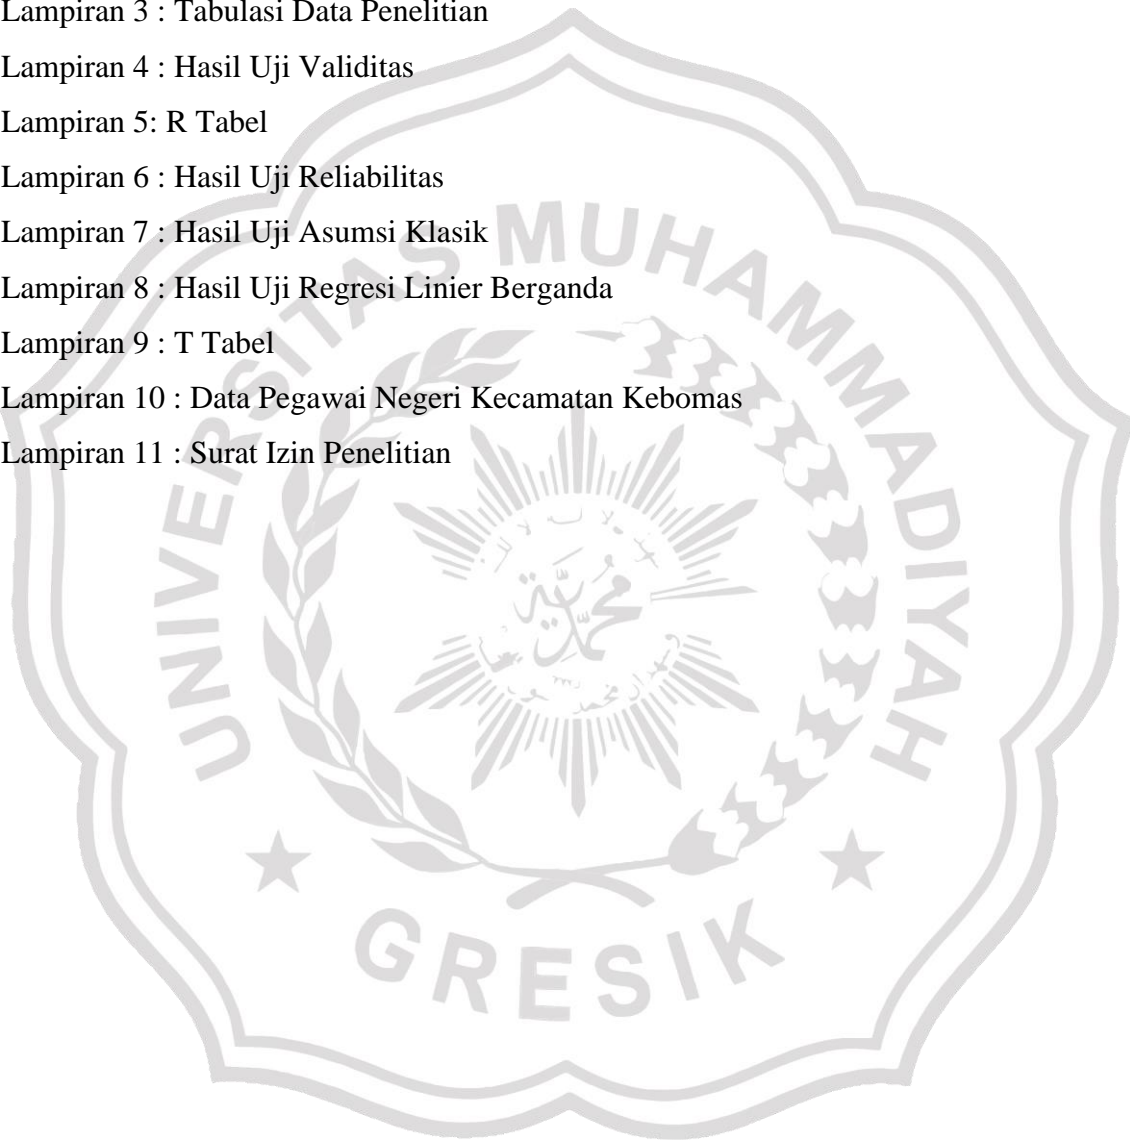 Lampiran 3 : Tabulasi Data Penelitian
Lampiran 4 : Hasil Uji Validitas
Lampiran 5: R Tabel
Lampiran 6 : Hasil Uji Reliabilitas
Lampiran 7 : Hasil Uji Asumsi Klasik
Lampiran 8 : Hasil Uji Regresi Linier Berganda
Lampiran 9 : T Tabel
Lampiran 10 : Data Pegawai Negeri Kecamatan Kebomas
Lampiran 11 : Surat Izin Penelitian
UNIVERSITAS MUHAMMADIYAH
GRESIK